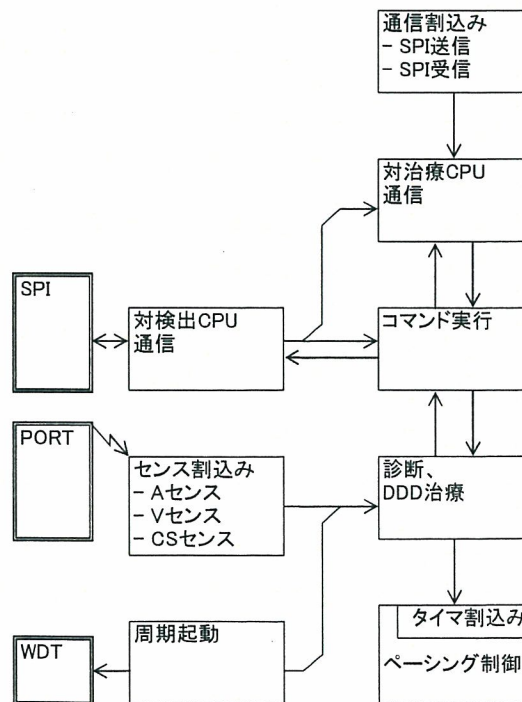 通信割込み
- SPI送信
- SPI受信
対治療CPU
通信
SPI
対検出CPU
通信
コマンド実行
PORT
センス割込み
- Aセンス
- Vセンス
- CSセンス
診断、
DDD治療
タイマ割込み
周期起動
WDT
ペーシング制御